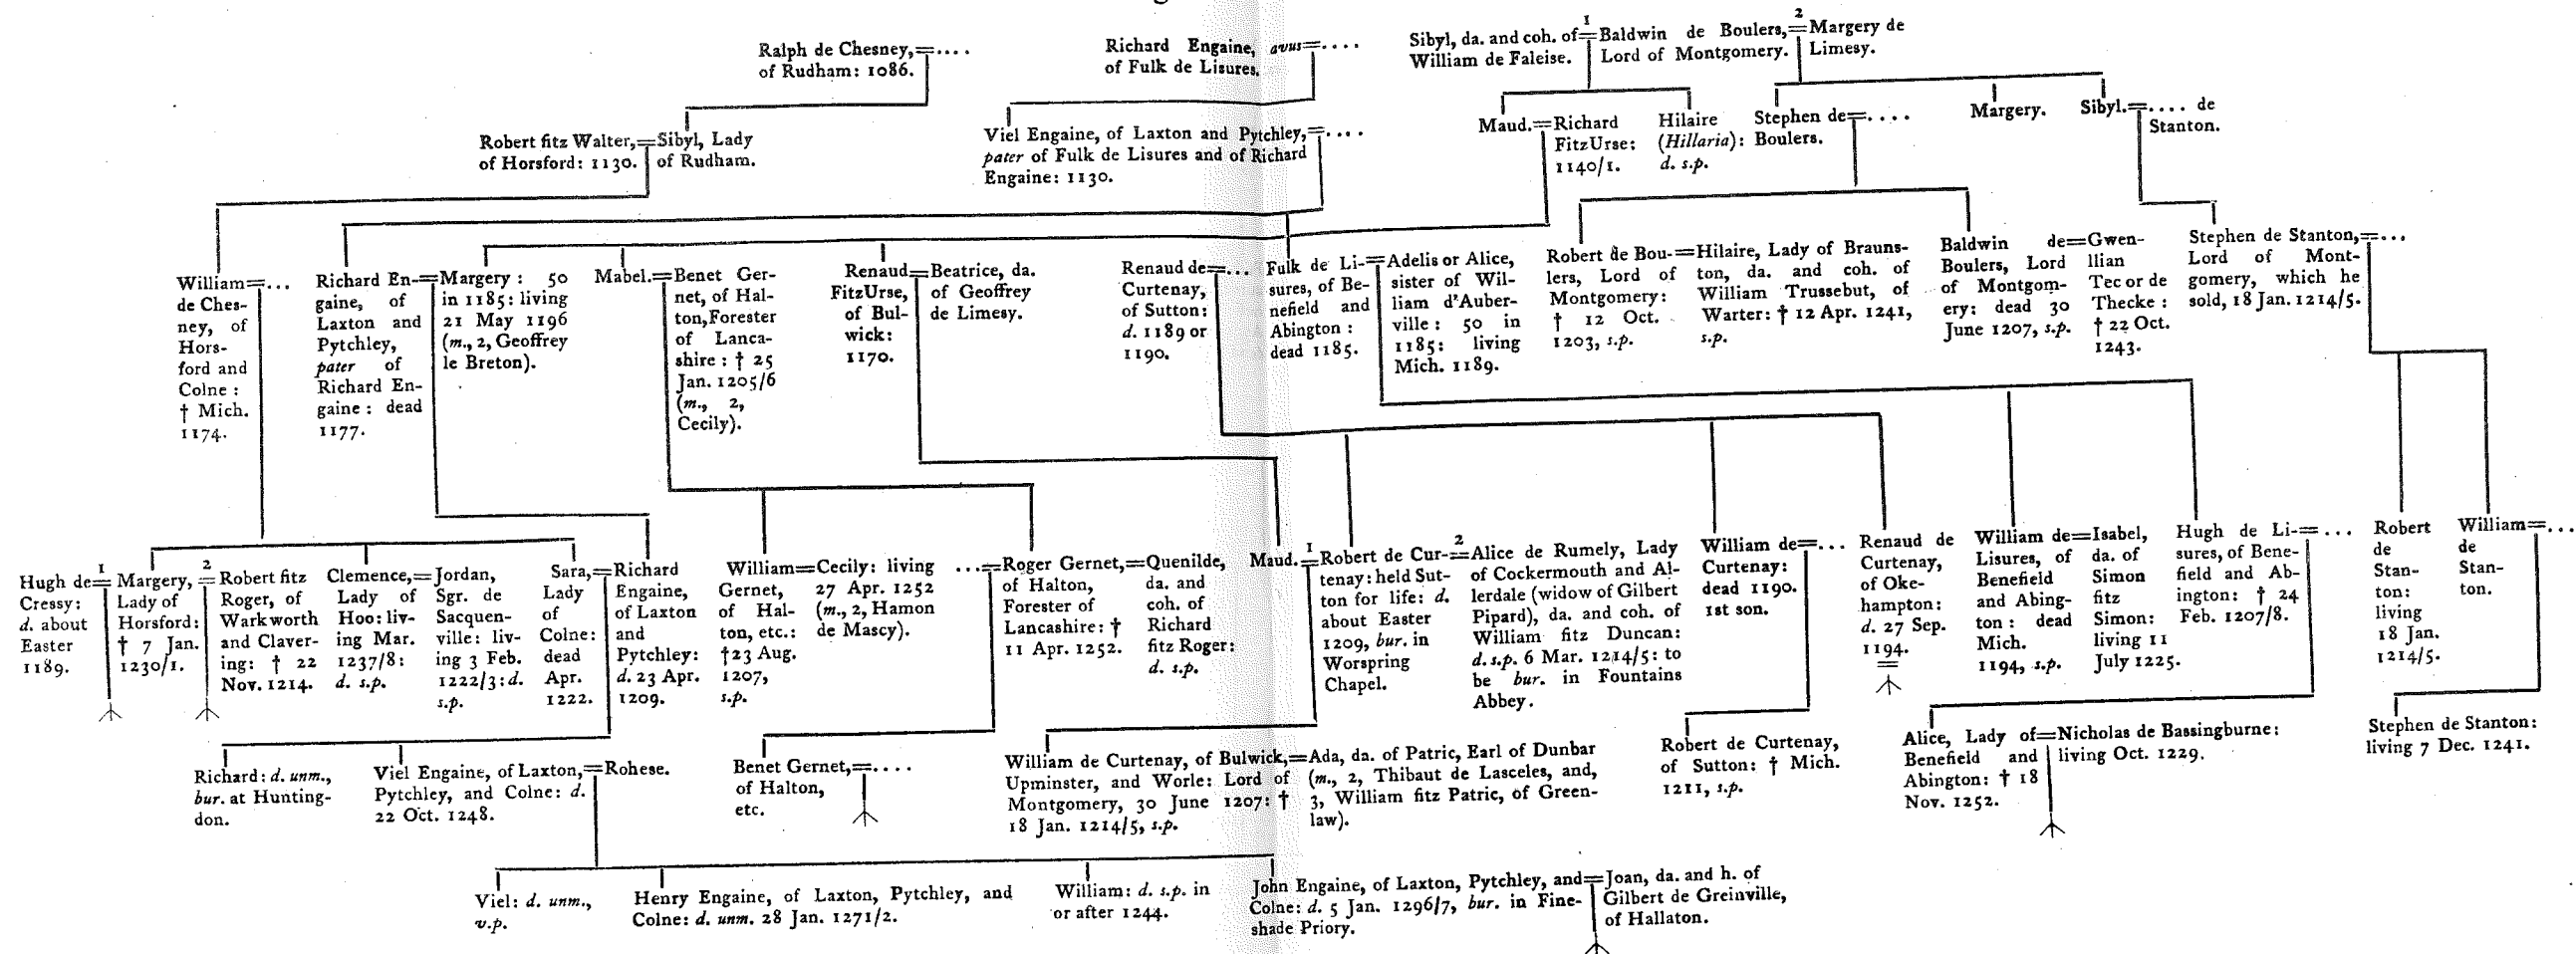 Ralph de Chesney,=....
of Rudham: 1086.
Richard Engaine, avus=....
of Fulk de Lisures.
Sibyl, da. and coh. of
William de Faleise.
1
=Baldwin de Boulers,=
Lord of Montgomery.
2
Margery de
Limesy.
Robert fitz Walter,=
of Horsford: 1130.
Sibyl, Lady
of Rudham.
Viel Engaine, of Laxton and Pytchley,=....
pater of Fulk de Lisures and of Richard
Engaine: 1130.
Maud.=
Richard
FitzUrse:
1140/1.
Hilaire
(Hillaria):
d. s.p.
Stephen de=....
Boulers.
Margery.
Sibyl.=.... de
Stanton.
William=...
de Ches-
ney, of
Hors-
ford and
Colne:
† Mich.
1174.
Richard En-=
gaine, of
Laxton and
Pytchley,
pater of
Richard En-
gaine: dead
1177.
Margery: 50
in 1185: living
21 May 1196
(m., 2, Geoffrey
le Breton).
Mabel.=
Benet Ger-
net, of Hal-
ton, Forester
of Lanca-
shire: † 25
Jan. 1205/6
(m., 2,
Cecily).
Renaud=
FitzUrse,
of Bul-
wick:
1170.
Beatrice, da.
of Geoffrey
de Limesy.
Renaud de=...
Curtenay,
of Sutton:
d. 1189 or
1190.
Fulk de Li-=
sures, of Be-
nefield and
Abington:
dead 1185.
Adelis or Alice,
sister of Wil-
liam d'Auber-
ville: 50 in
1185: living
Mich. 1189.
Robert de Bou-=
lers, Lord of
Montgomery:
† 12 Oct.
1203, s.p.
Hilaire, Lady of Brauns-
ton, da. and coh. of
William Trussebut, of
Warter: † 12 Apr. 1241,
s.p.
Baldwin de=
Boulers, Lord
of Montgom-
ery: dead 30
June 1207, s.p.
Gwen-
llian
Tec or de
Thecke:
† 22 Oct.
1243.
Stephen de Stanton,=...
Lord of Mont-
gomery, which he
sold, 18 Jan. 1214/5.
Hugh de=
Cressy:
d. about
Easter
1189.
1
Margery,
Lady of
Horsford:
† 7 Jan.
1230/1.
2
=Robert fitz
Roger, of
Warkworth
and Claver-
ing: † 22
Nov. 1214.
Clemence,=
Lady of
Hoo: liv-
ing Mar.
1237/8:
d. s.p.
Jordan,
Sgr. de
Sacquen-
ville: liv-
ing 3 Feb.
1222/3: d.
s.p.
Sara,=
Lady
of
Colne:
dead
Apr.
1222.
Richard
Engaine,
of Laxton
and
Pytchley:
d. 23 Apr.
1209.
William=
Gernet,
of Hal-
ton, etc.:
†23 Aug.
1207,
s.p.
Cecily: living
27 Apr. 1252
(m., 2, Hamon
de Mascy).
...=Roger Gernet,=
of Halton,
Forester of
Lancashire: †
11 Apr. 1252.
Quenilde,
da. and
coh. of
Richard
fitz Roger:
d. s.p.
Maud.=
1
Robert de Cur-=
tenay: held Sut-
ton for life: d.
about Easter
1209, bur. in
Worspring
Chapel.
2
Alice de Rumely, Lady
of Cockermouth and Al-
lerdale (widow of Gilbert
Pipard), da. and coh. of
William fitz Duncan:
d. s.p. 6 Mar. 1214/5: to
be bur. in Fountains
Abbey.
William de=...
Curtenay:
dead 1190.
1st son.
Renaud de
Curtenay,
of Oke-
hampton:
d. 27 Sep.
1194.
William de=
Lisures, of
Benefield
and Abing-
ton: dead
Mich.
1194, s.p.
Isabel,
da. of
Simon
fitz
Simon:
living 11
July 1225.
Hugh de Li-=...
sures, of Bene-
field and Ab-
ington: † 24
Feb. 1207/8.
Robert
de
Stan-
ton:
living
18 Jan.
1214/5.
William=...
de
Stan-
ton.
Richard: d. unm.,
bur. at Hunting-
don.
Viel Engaine, of Laxton,=
Pytchley, and Colne: d.
22 Oct. 1248.
Rohese.
Benet Gernet,=....
of Halton,
etc.
William de Curtenay, of Bulwick,=
Upminster, and Worle: Lord of
Montgomery, 30 June 1207: †
18 Jan. 1214/5, s.p.
Ada, da. of Patric, Earl of Dunbar
(m., 2, Thibaut de Lasceles, and,
3, William fitz Patric, of Green-
law).
Robert de Curtenay,
of Sutton: † Mich.
1211, s.p.
Alice, Lady of=
Benefield and
Abington: † 18
Nov. 1252.
Nicholas de Bassingburne:
living Oct. 1229.
Stephen de Stanton:
living 7 Dec. 1241.
Viel: d. unm.,
v.p.
Henry Engaine, of Laxton, Pytchley, and
Colne: d. unm. 28 Jan. 1271/2.
William: d. s.p. in
or after 1244.
John Engaine, of Laxton, Pytchley, and=
Colne: d. 5 Jan. 1296/7, bur. in Fine-
shade Priory.
Joan, da. and h. of
Gilbert de Greinville,
of Hallaton.